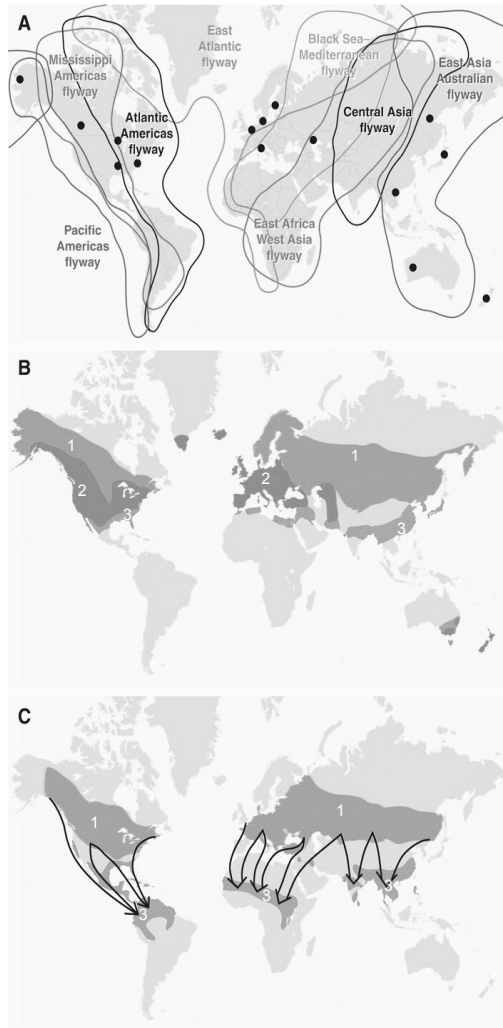 A
East
Atlantic
flyway
Black Sea–
Mediterranean
flyway
Mississippi
Americas
flyway
East Asia
Australian
flyway
Atlantic
Americas
flyway
Central Asia
flyway
Pacific
Americas
flyway
East Africa
West Asia
flyway
B
1
2
3
2
1
3
C
1
3
1
3
3